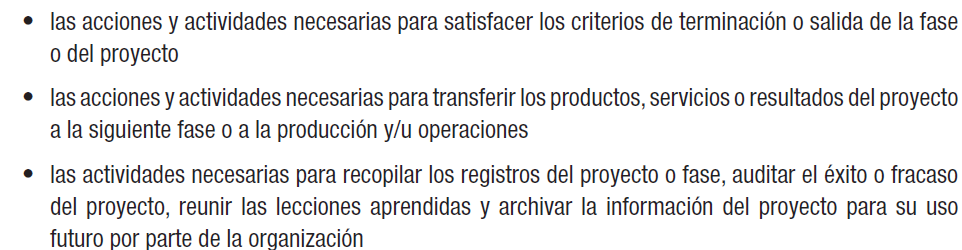 • las acciones y actividades necesarias para satisfacer los criterios de terminación o salida de la fase
o del proyecto
• las acciones y actividades necesarias para transferir los productos, servicios o resultados del proyecto
a la siguiente fase o a la producción y/u operaciones
• las actividades necesarias para recopilar los registros del proyecto o fase, auditar el éxito o fracaso
del proyecto, reunir las lecciones aprendidas y archivar la información del proyecto para su uso
futuro por parte de la organización